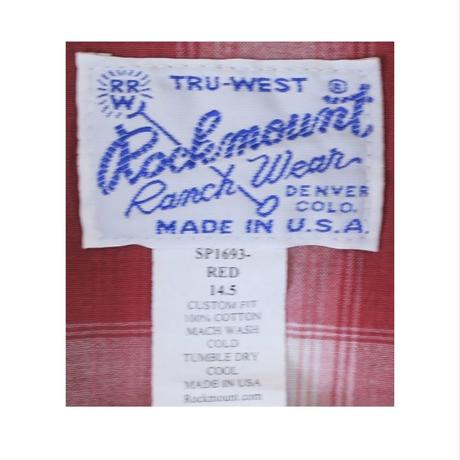 RR
W
TRU-WEST ®
Rockmount
Ranch Wear
DENVER
COLO.
MADE IN U.S.A.
SP1693-
RED
14.5
CUSTOM FIT
100% COTTON
MACH WASH
COLD
TUMBLE DRY
COOL
MADE IN USA
Rockmount.com